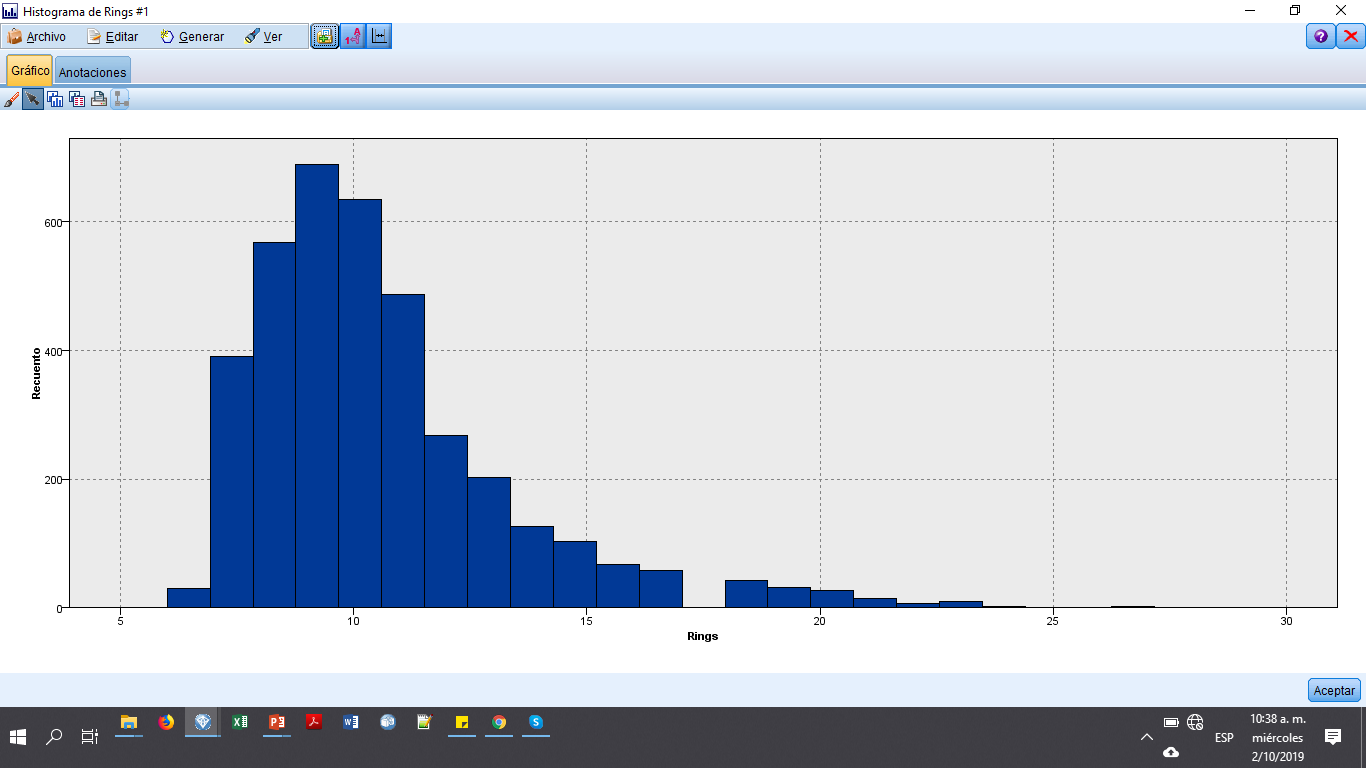 Histograma de Rings #1
Archivo Editar Generar Ver
Gráfico Anotaciones
600
400
200
0
Recuento
5 10 15 20 25 30
Rings
Aceptar
10:38 a. m.
ESP miércoles
2/10/2019